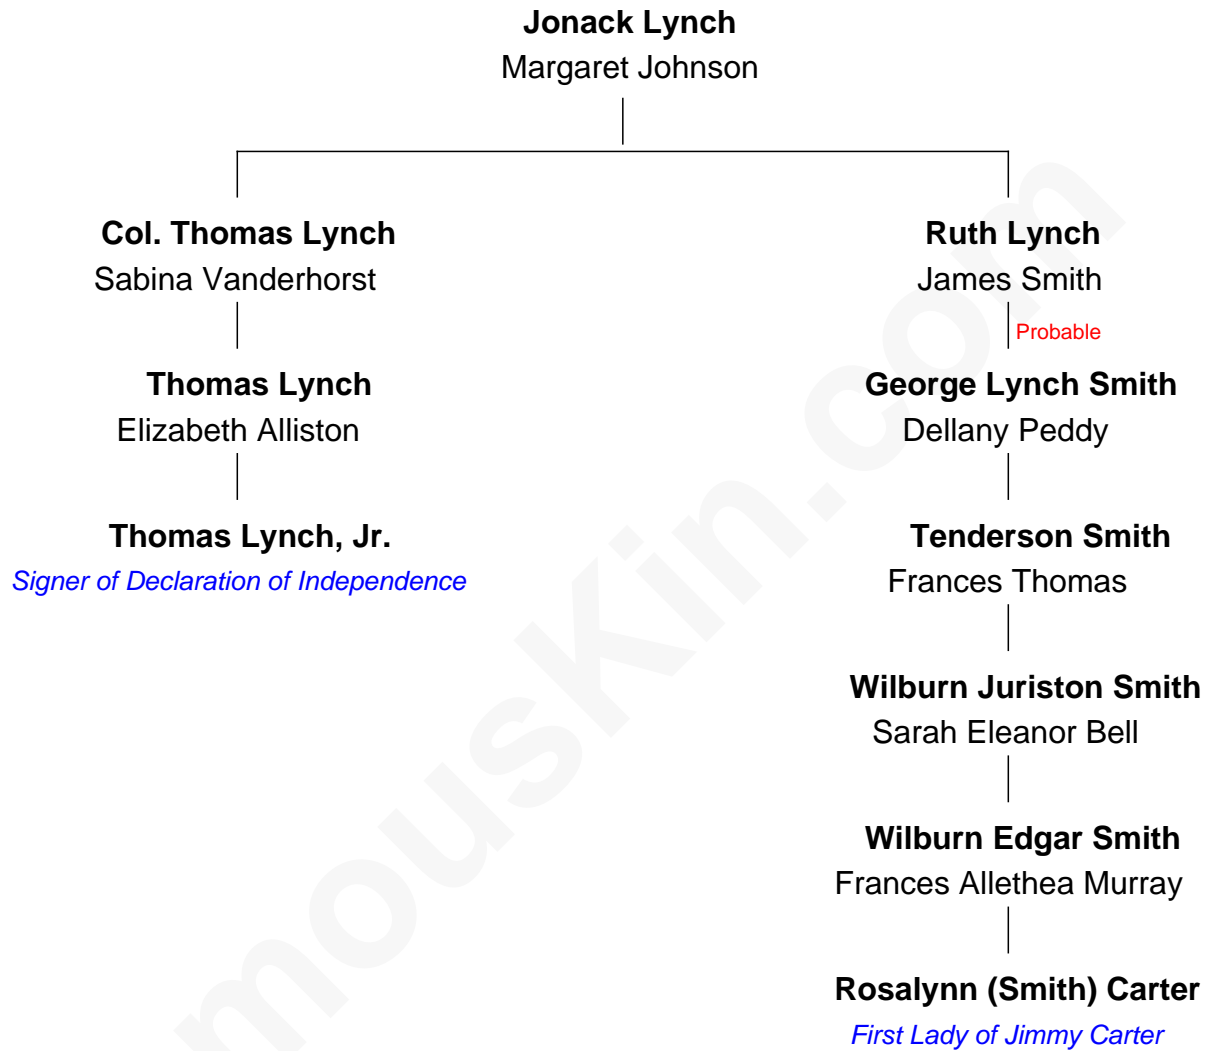 Jonack Lynch
Margaret Johnson
Col. Thomas Lynch
Sabina Vanderhorst
Thomas Lynch
Elizabeth Alliston
Thomas Lynch, Jr.
Signer of Declaration of Independence
Ruth Lynch
James Smith
Probable
George Lynch Smith
Dellany Peddy
Tenderson Smith
Frances Thomas
Wilburn Juriston Smith
Sarah Eleanor Bell
Wilburn Edgar Smith
Frances Allethea Murray
Rosalynn (Smith) Carter
First Lady of Jimmy Carter
mouskin.com